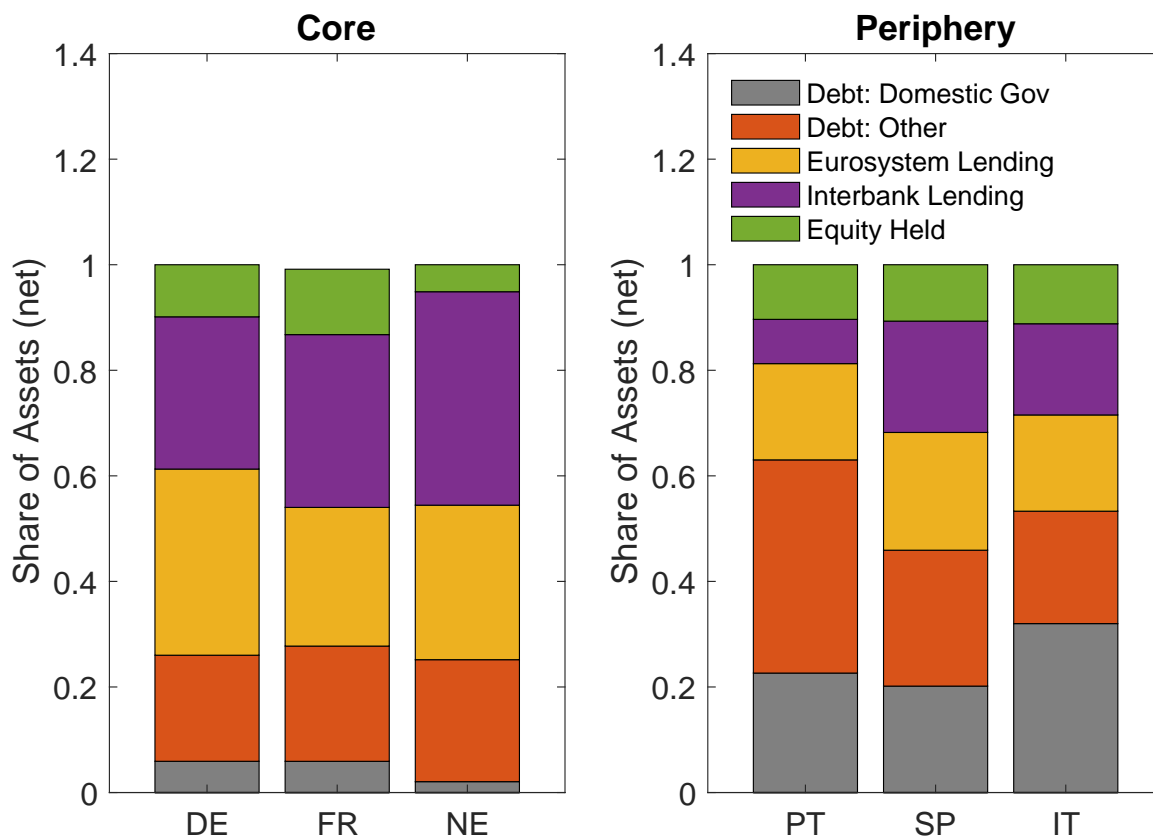 Core
Share of Assets (net)
1.4
1.2
1
0.8
0.6
0.4
0.2
0
DE FR NE
Periphery
Share of Assets (net)
1.4
1.2
1
0.8
0.6
0.4
0.2
0
Debt: Domestic Gov
Debt: Other
Eurosystem Lending
Interbank Lending
Equity Held
PT SP IT